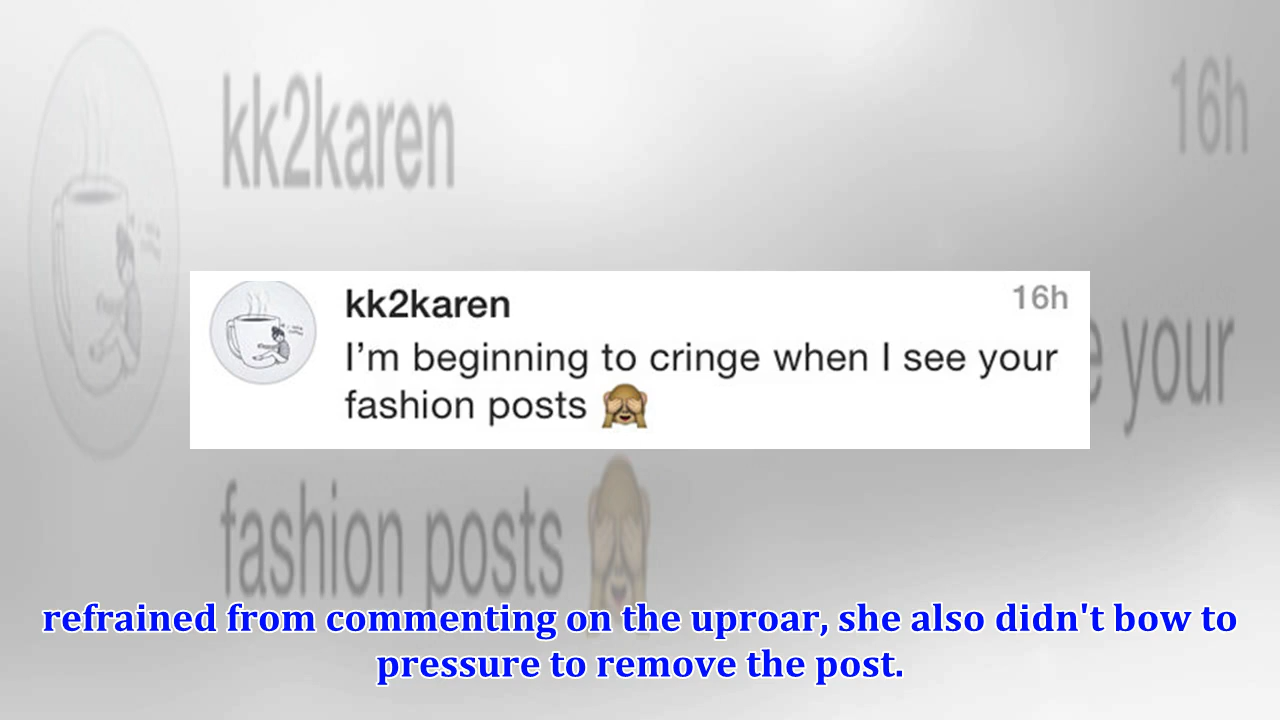 kk2karen
16h
kk2karen
16h
I’m beginning to cringe when I see your
fashion posts 🙈
e your
fashion posts 🙈
refrained from commenting on the uproar, she also didn't bow to
pressure to remove the post.